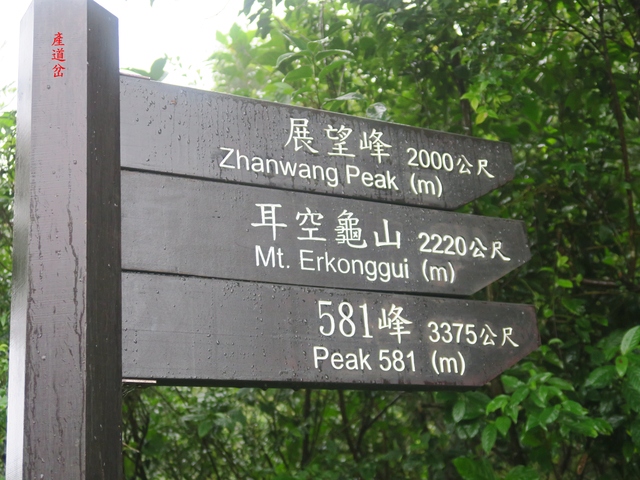 產道岔
展望峰 2000公尺
Zhanwang Peak (m)
耳空龜山 2220公尺
Mt. Erkonggui (m)
581峰 3375公尺
Peak 581 (m)